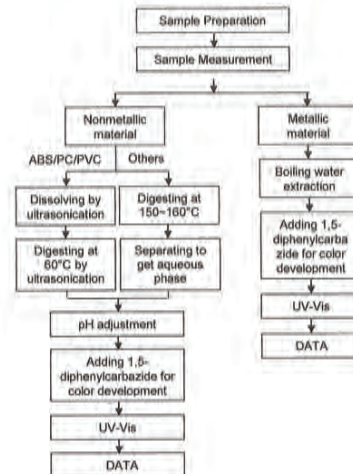 Sample Preparation
Sample Measurement
Nonmetallic
material
ABS/PC/PVC
Others
Dissolving by
ultrasonication
Digesting at
150~160°C
Digesting at
60°C by
ultrasonication
Separating to
get aqueous
phase
pH adjustment
Adding 1,5-
diphenylcarbazide for
color development
UV-Vis
DATA
Metallic
material
Boiling water
extraction
Adding 1,5-
diphenylcarba
zide for color
development
UV-Vis
DATA